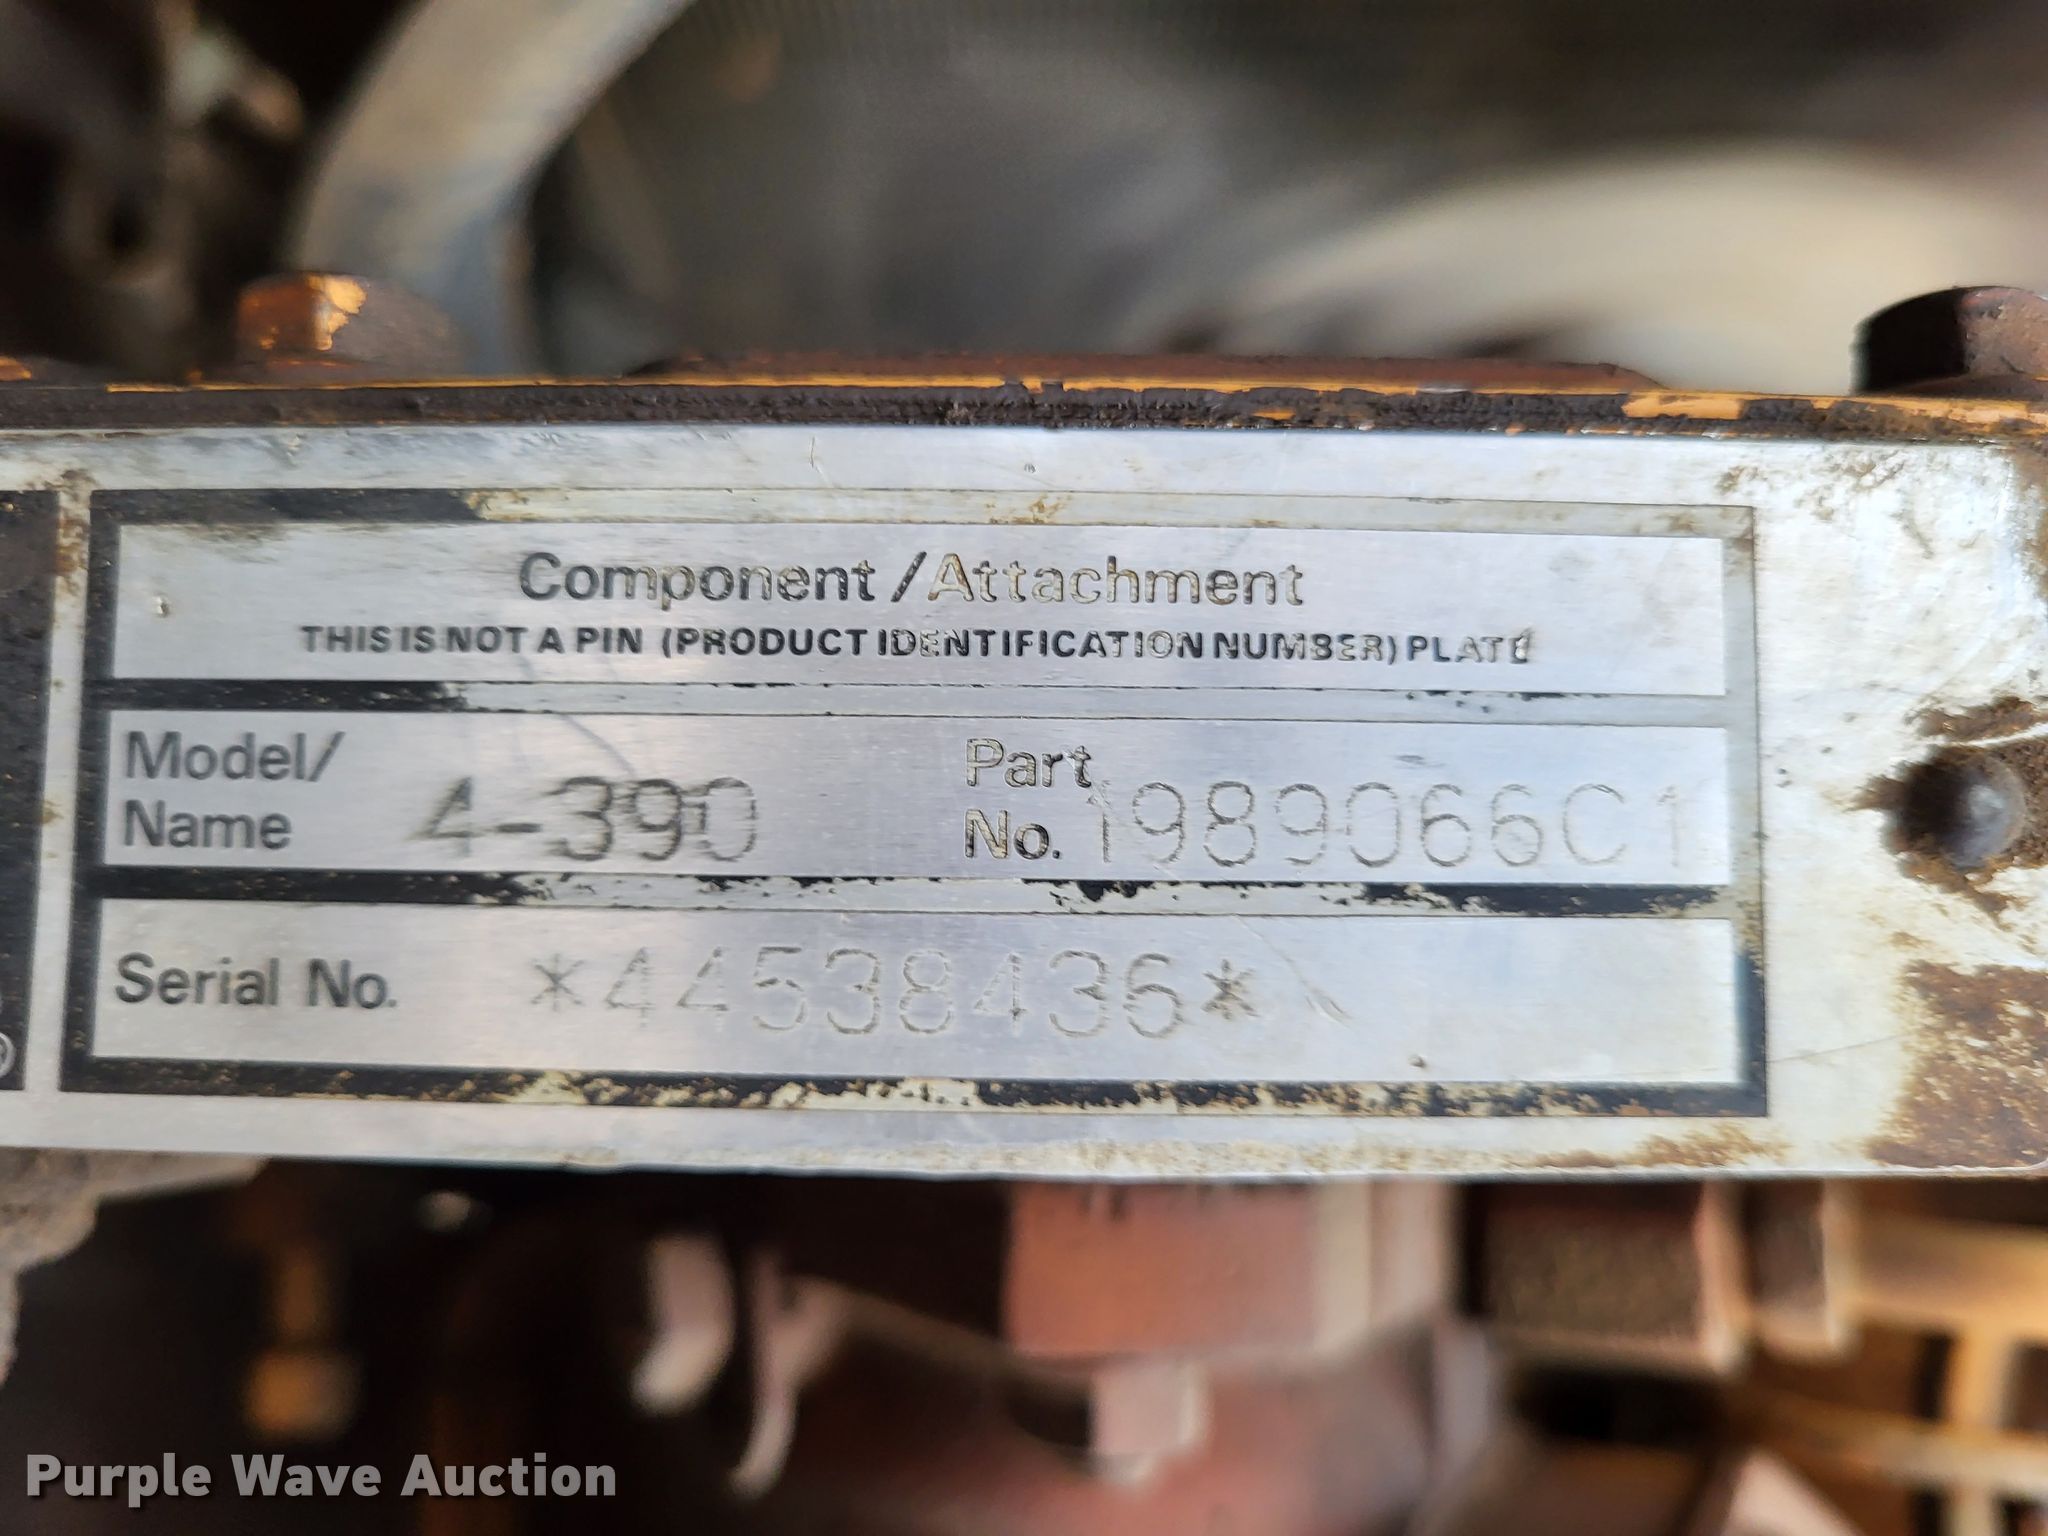 Component/Attachment
THIS IS NOT A PIN (PRODUCT IDENTIFICATION NUMBER) PLATE
Model/
Name 4-390
Part
No. 1989066C1
Serial No. *44538436*
®
Purple Wave Auction